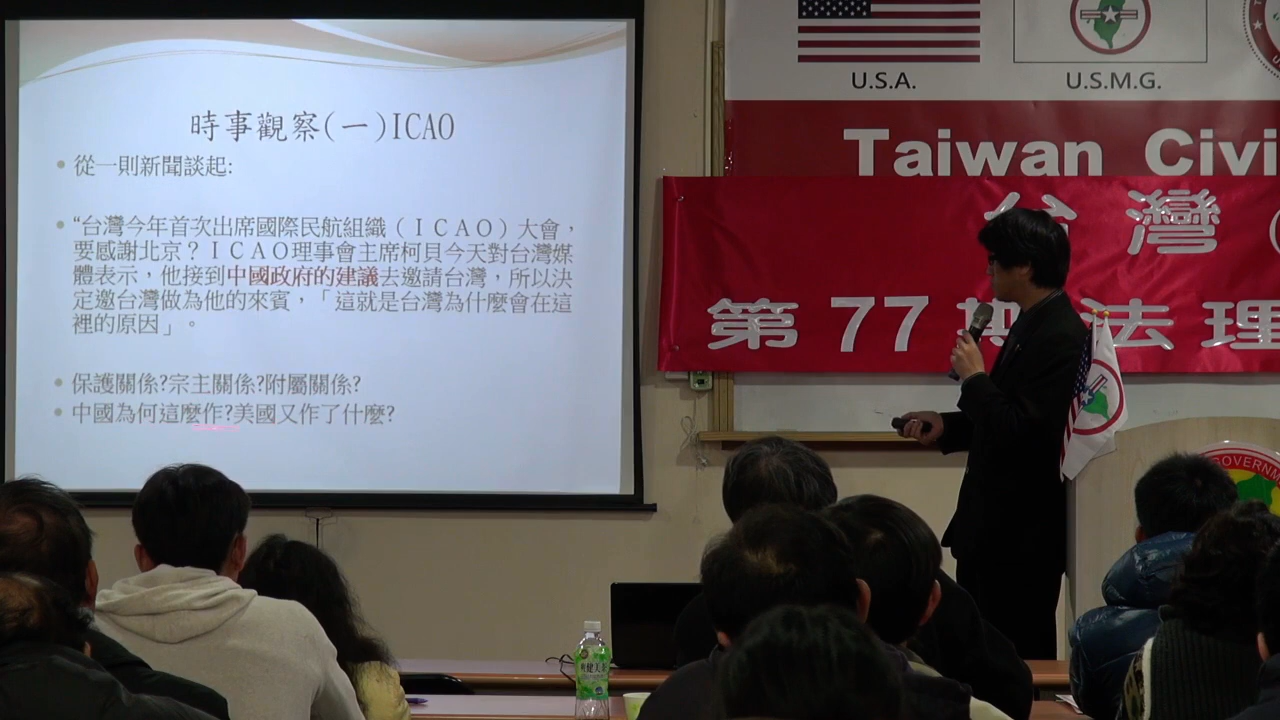 時事觀察(一)ICAO
• 從一則新聞談起:
• “台灣今年首次出席國際民航組織（ＩＣＡＯ）大會，
要感謝北京？ＩＣＡＯ理事會主席柯貝今天對台灣媒
體表示，他接到中國政府的建議去邀請台灣，所以決
定邀台灣做為他的來賓，「這就是台灣為什麼會在這
裡的原因」。
• 保護關係?宗主關係?附屬關係?
• 中國為何這麼作?美國又作了什麼?
U.S.A.
U.S.M.G.
Taiwan Civi
台灣
第77期法理
GOVERNM